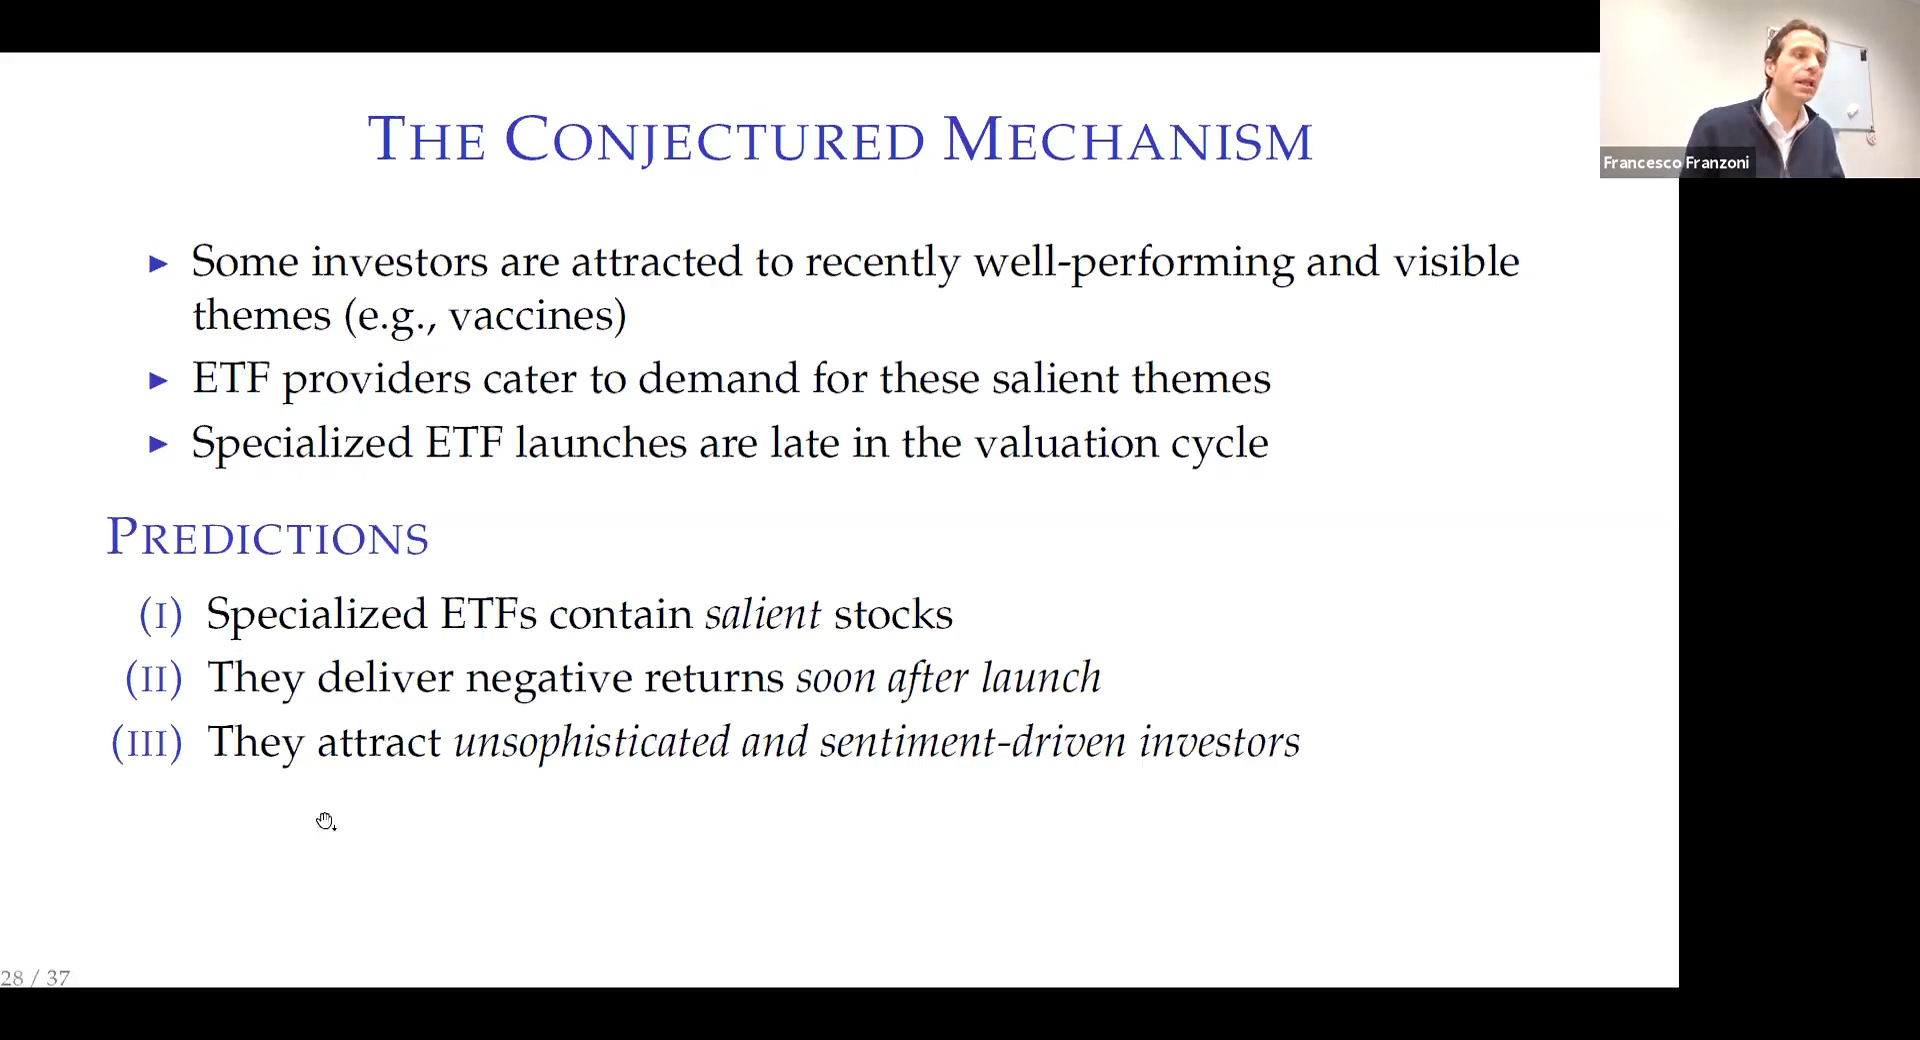 THE CONJECTURED MECHANISM
Francesco Franzoni
▶ Some investors are attracted to recently well-performing and visible
themes (e.g., vaccines)
▶ ETF providers cater to demand for these salient themes
▶ Specialized ETF launches are late in the valuation cycle
PREDICTIONS
(I) Specialized ETFs contain salient stocks
(II) They deliver negative returns soon after launch
(III) They attract unsophisticated and sentiment-driven investors
28 / 37